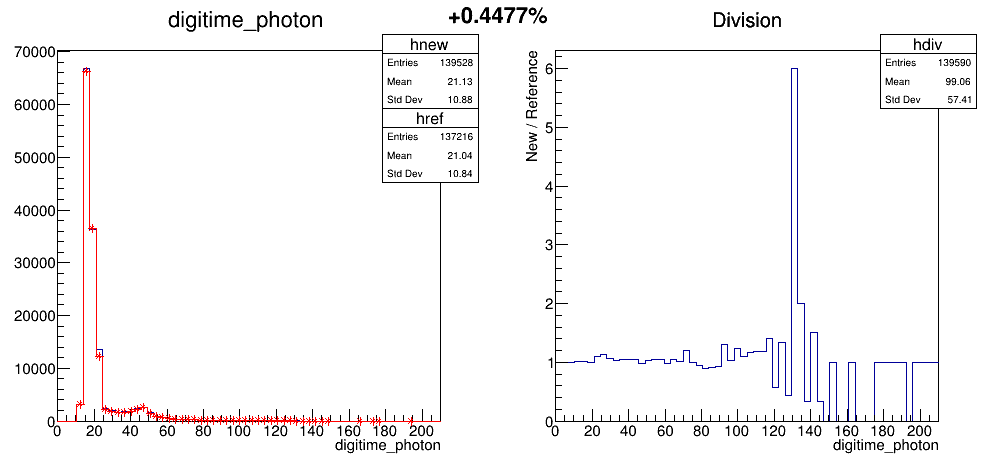 +0.4477%
digitime_photon
hnew
Entries 139528
Mean 21.13
Std Dev 10.88
href
Entries 137216
Mean 21.04
Std Dev 10.84
70000
60000
50000
40000
30000
20000
10000
0
0 20 40 60 80 100 120 140 160 180 200
digitime_photon
Division
hdiv
Entries 139590
Mean 99.06
Std Dev 57.41
New / Reference
6
5
4
3
2
1
0
0 20 40 60 80 100 120 140 160 180 200
digitime_photon